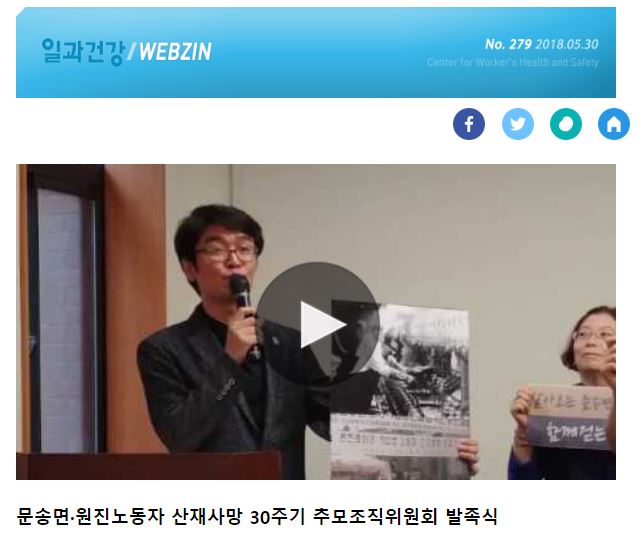 일과건강/WEBZIN
No. 279 2018.05.30
Center for Worker's Health and Safety
함께걷는
문송면·원진노동자 산재사망 30주기 추모조직위원회 발족식